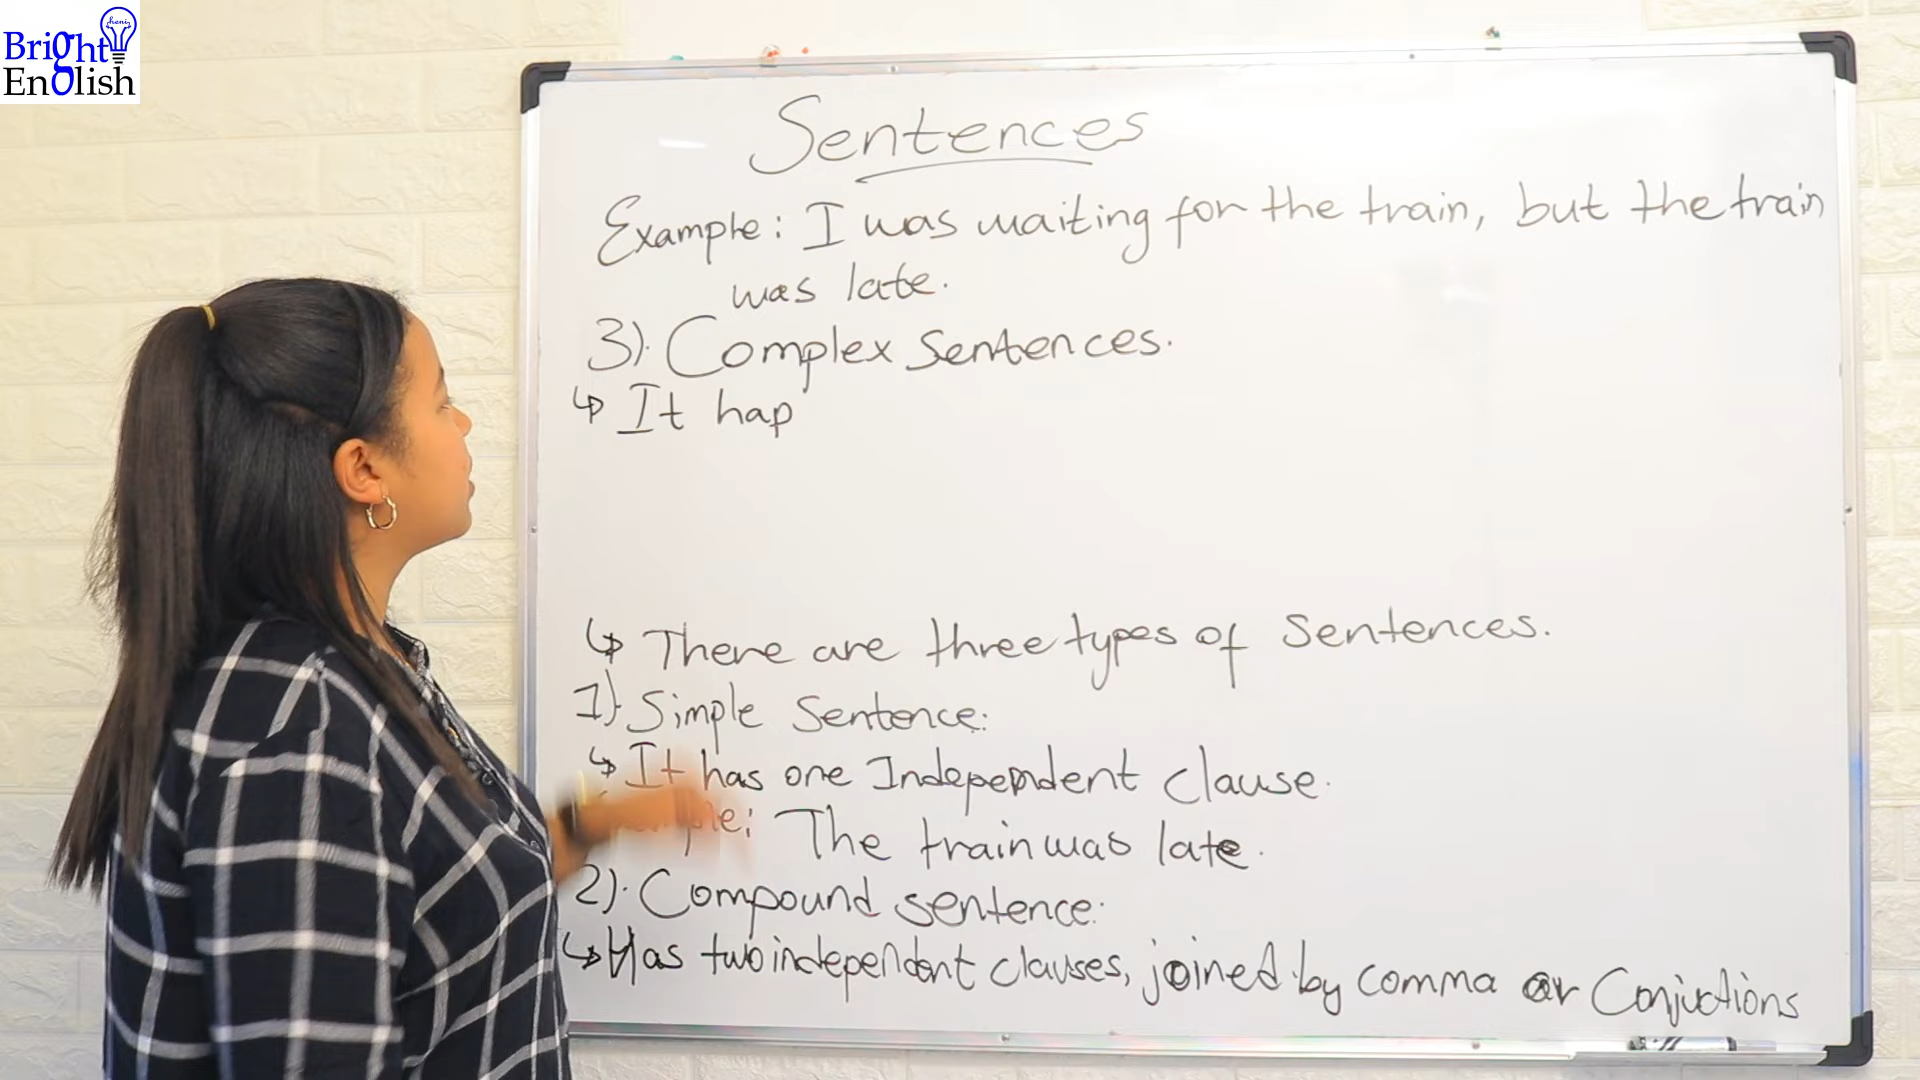 heni
Bright
English
Sentences
Example: I was waiting for the train, but the train
was late.
3). Complex Sentences.
↳ It hap
↳ There are three types of Sentences.
1). Simple Sentence:
↳ It has one Independent clause.
The train was late.
2). Compound sentence:
↳ Has two independent clauses, joined by comma or Conjuctions